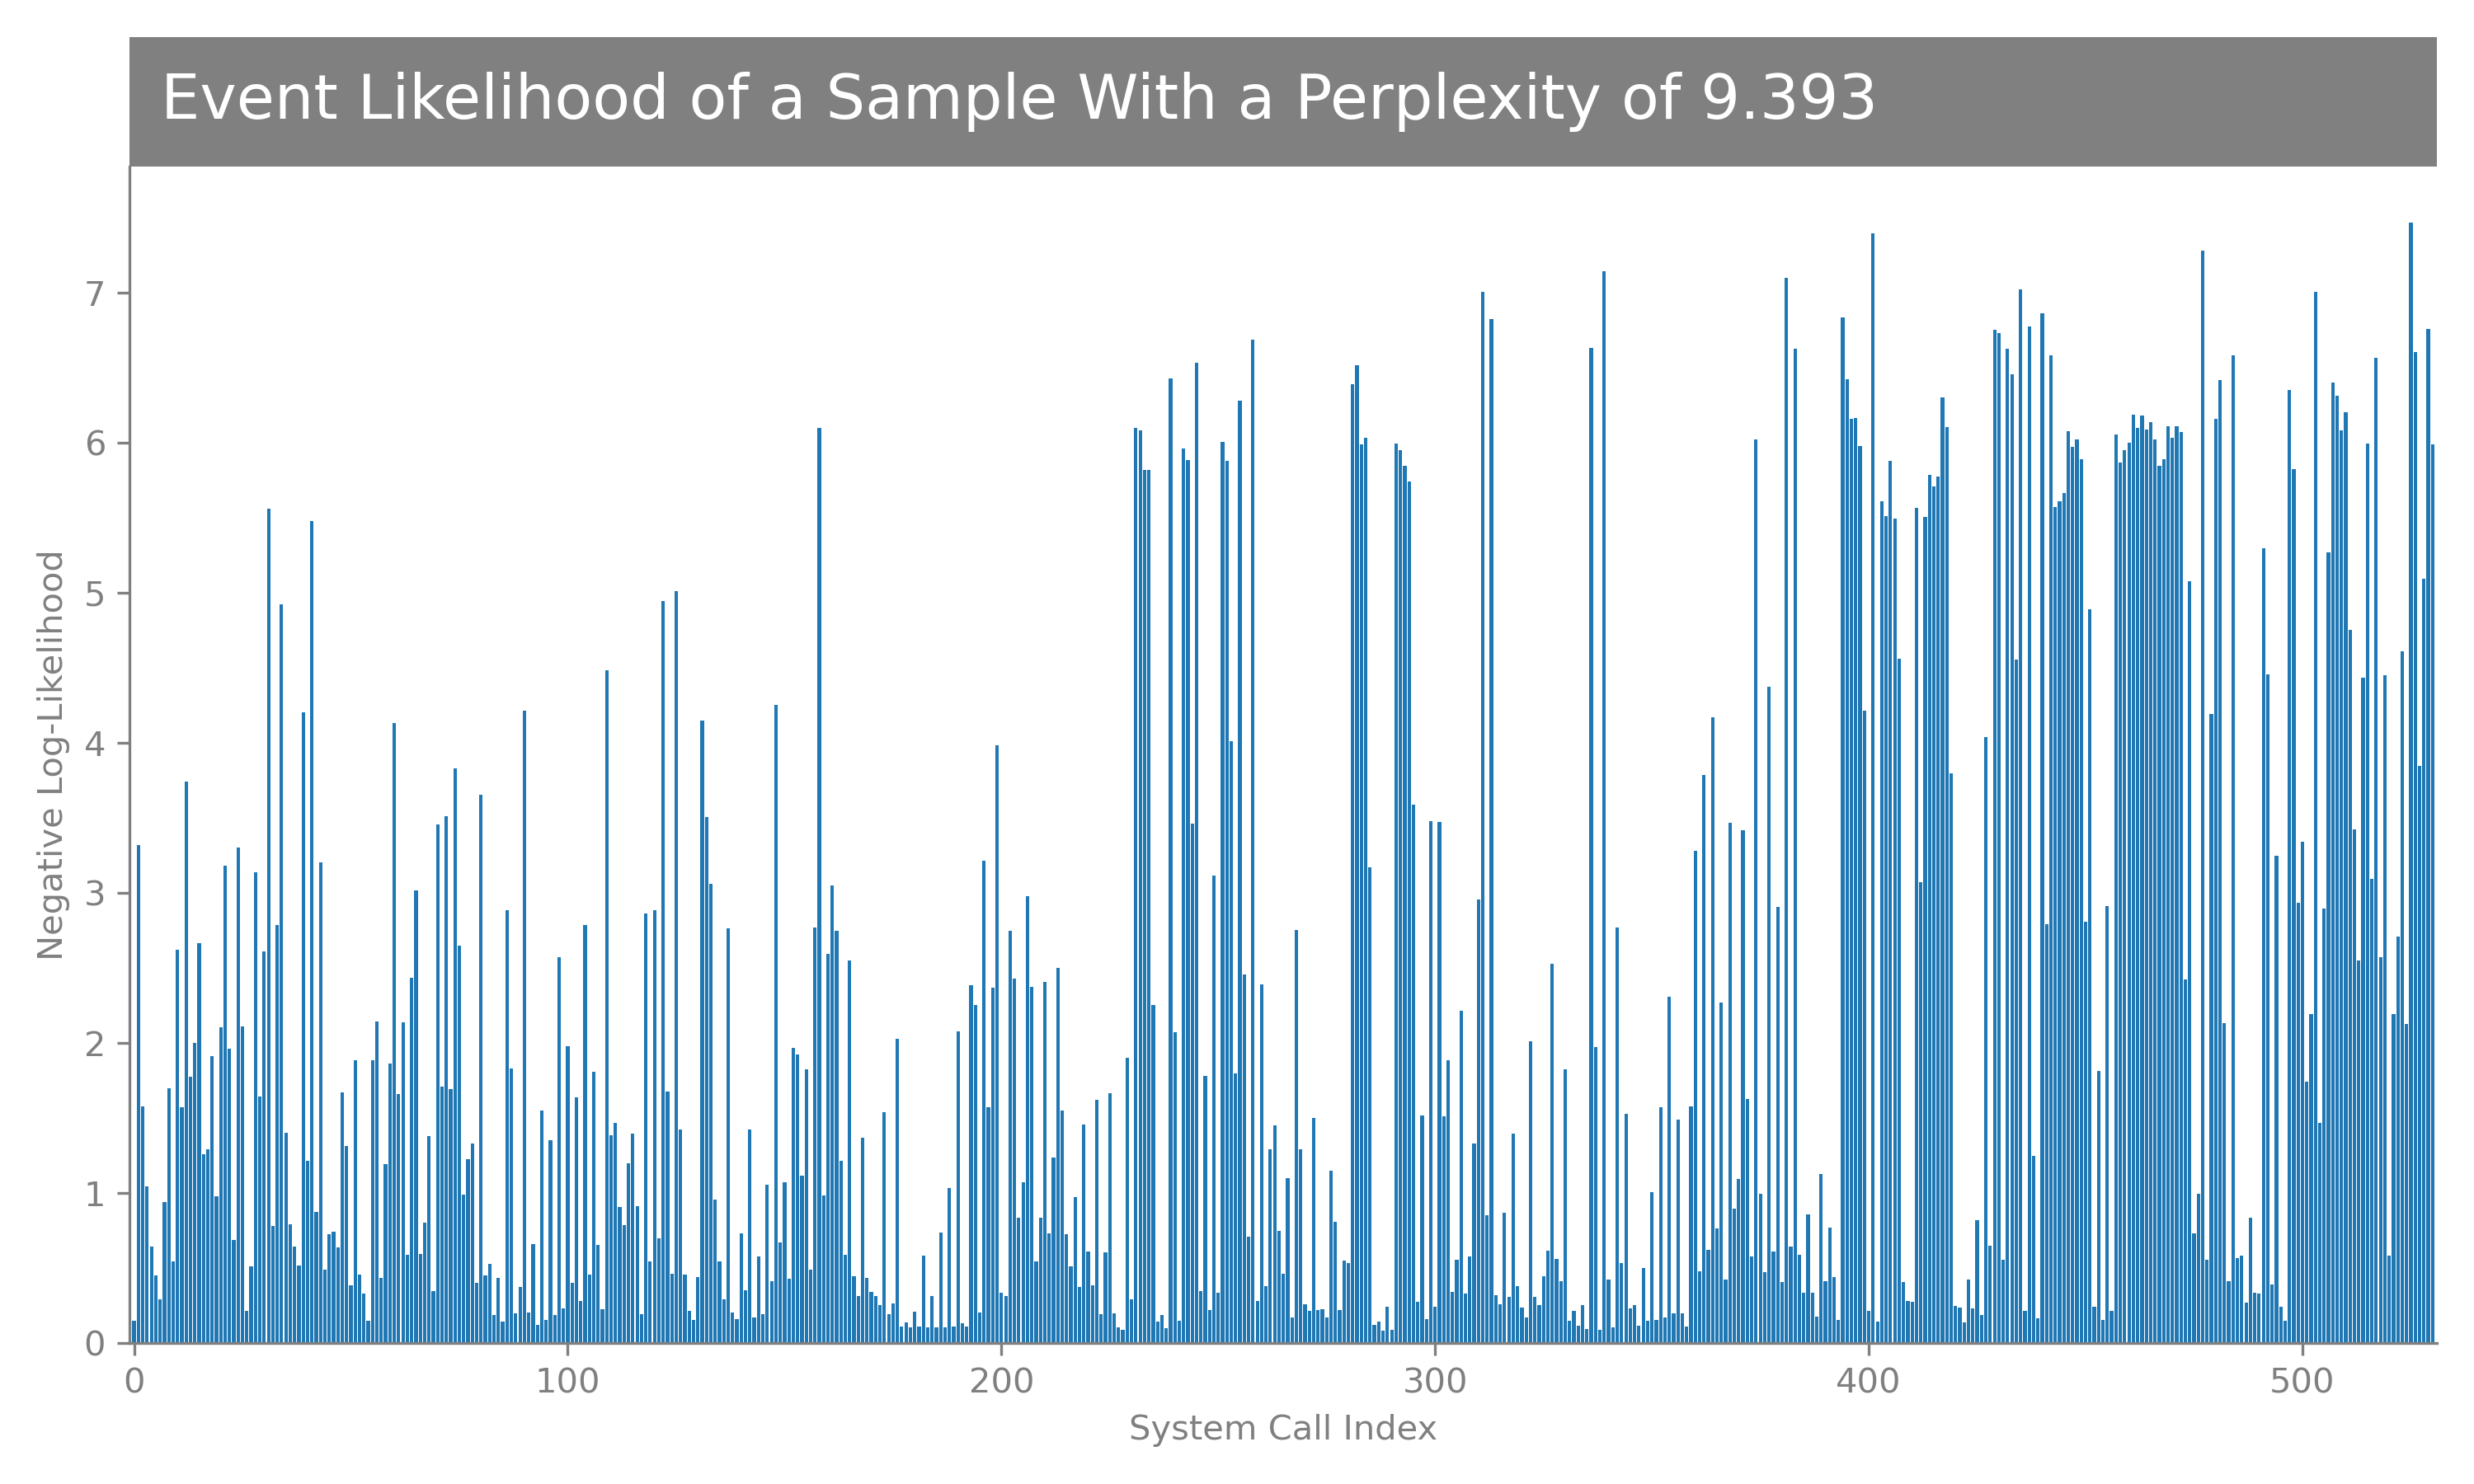 Event Likelihood of a Sample With a Perplexity of 9.393
Negative Log-Likelihood
7
6
5
4
3
2
1
0
0 100 200 300 400 500
System Call Index